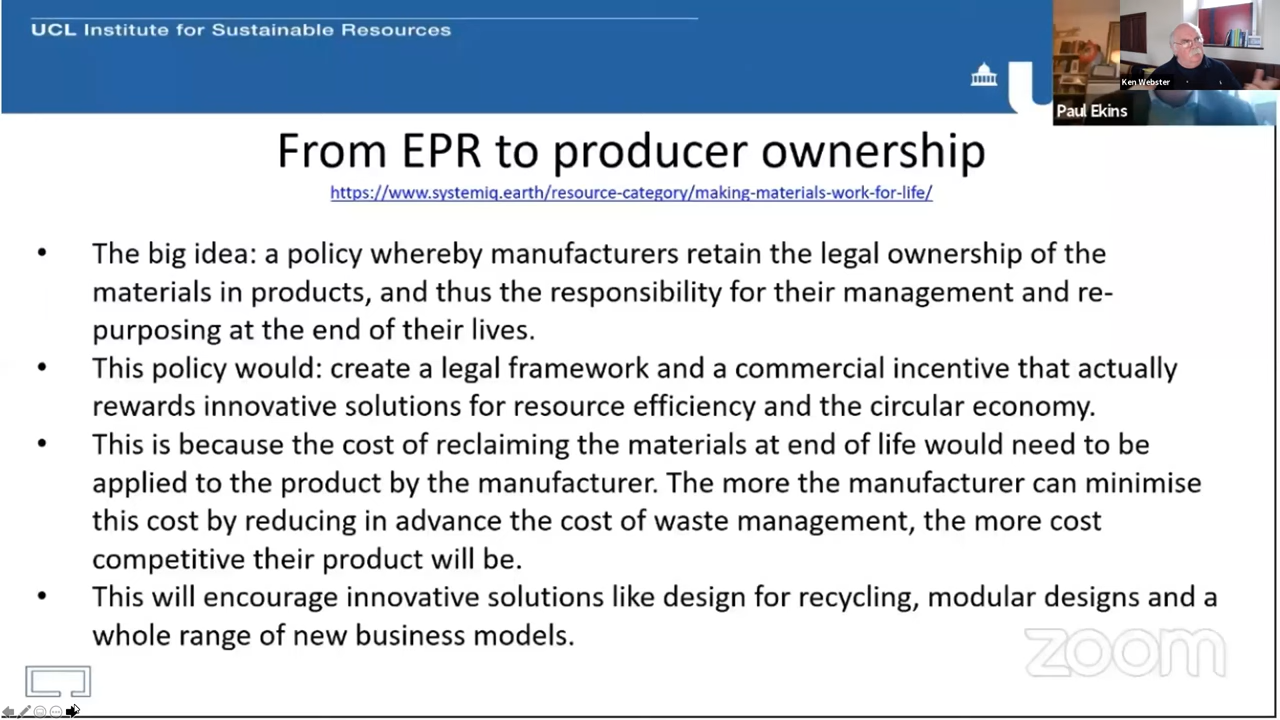 UCL Institute for Sustainable Resources
Ken Webster
Paul Ekins
From EPR to producer ownership
https://www.systemiq.earth/resource-category/making-materials-work-for-life/
• The big idea: a policy whereby manufacturers retain the legal ownership of the
materials in products, and thus the responsibility for their management and re-
purposing at the end of their lives.
• This policy would: create a legal framework and a commercial incentive that actually
rewards innovative solutions for resource efficiency and the circular economy.
• This is because the cost of reclaiming the materials at end of life would need to be
applied to the product by the manufacturer. The more the manufacturer can minimise
this cost by reducing in advance the cost of waste management, the more cost
competitive their product will be.
• This will encourage innovative solutions like design for recycling, modular designs and a
whole range of new business models.
zoom